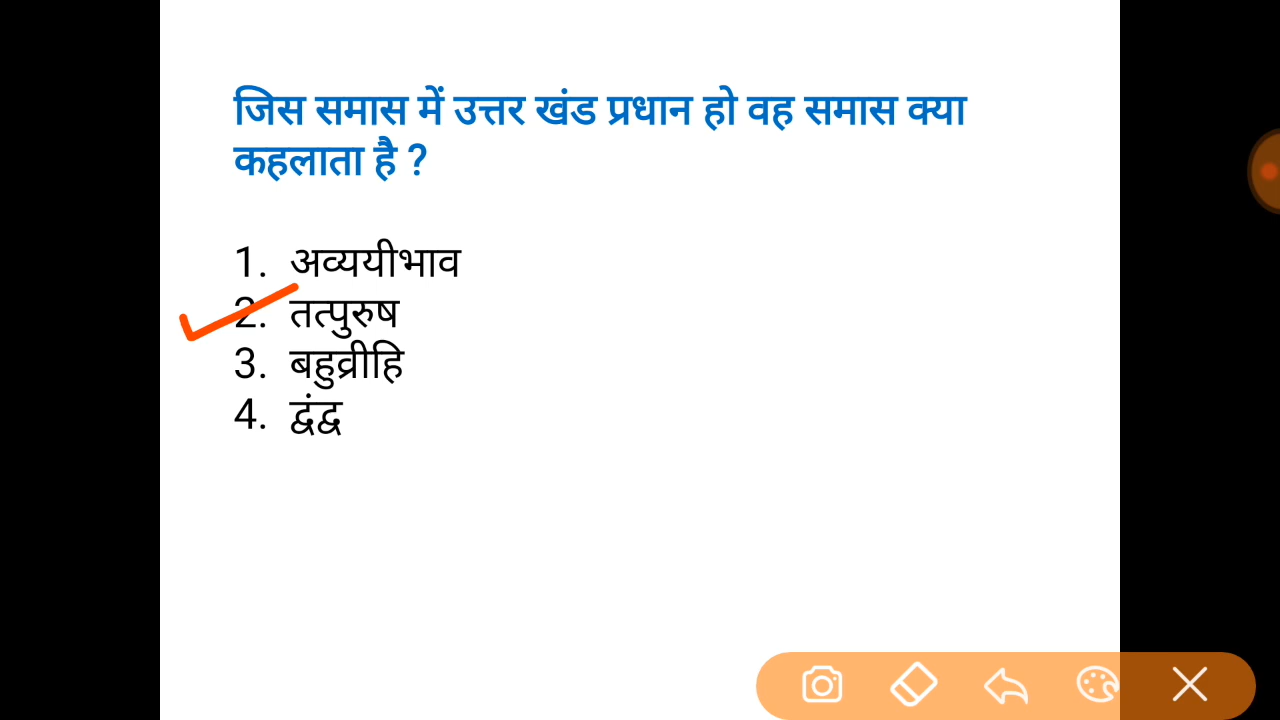 जिस समास में उत्तर खंड प्रधान हो वह समास क्या
कहलाता है ?
1. अव्ययीभाव
2. तत्पुरुष
3. बहुव्रीहि
4. द्वंद्व